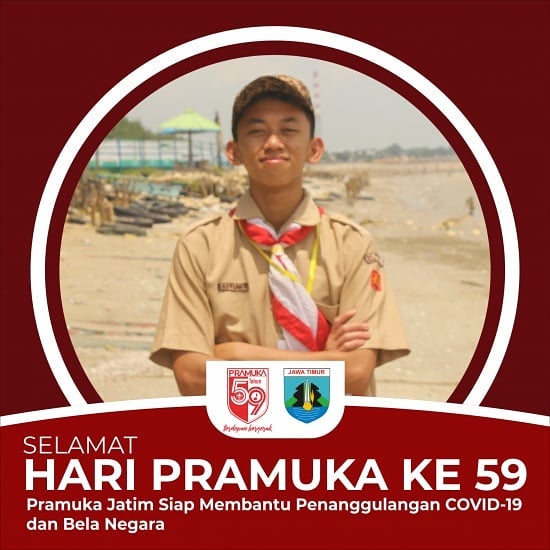 PRAMUKA
59
Tahun
JAWA TIMUR
SELAMAT
HARI PRAMUKA KE 59
Pramuka Jatim Siap Membantu Penanggulangan COVID-19
dan Bela Negara